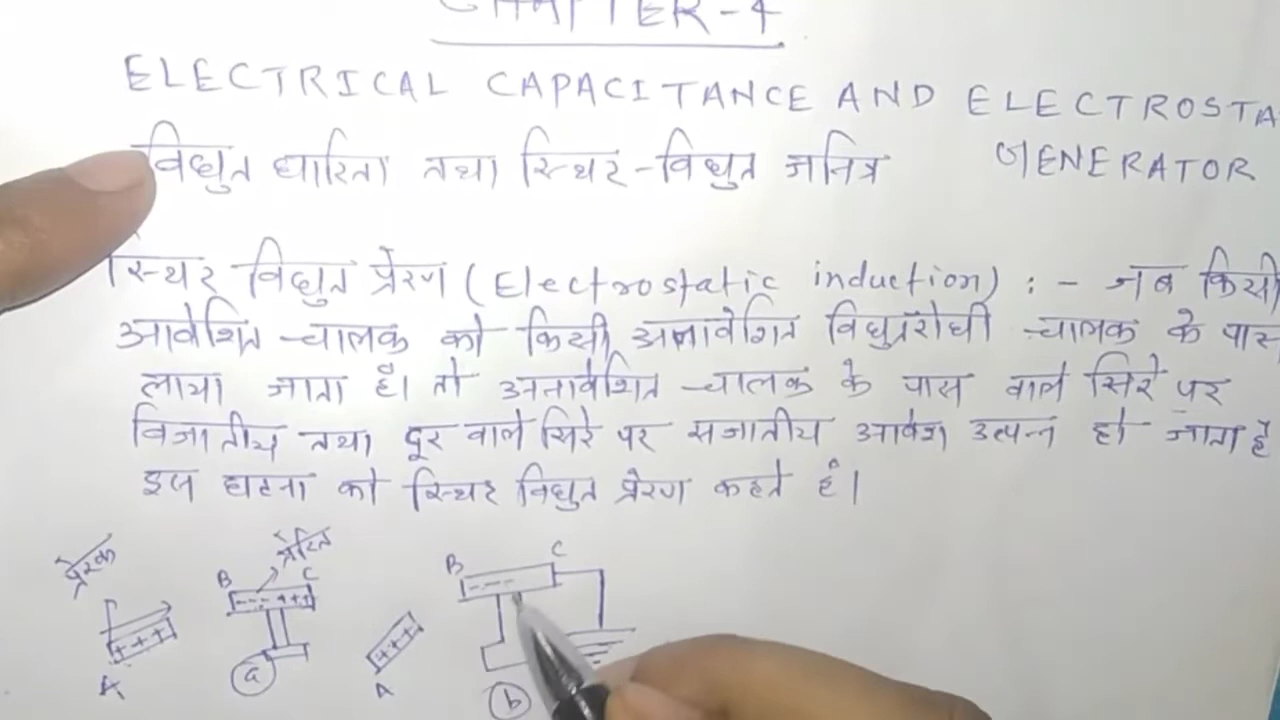 CHAPTER-4
ELECTRICAL CAPACITANCE AND ELECTROSTA
विधुत धारिता तथा स्थिर-विधुत जनित्र GENERATOR
स्थिर विधुत प्रेरण (Electrostatic induction) : - जब किसी
आवेशित चालक को किसी अनावेशित विधुतरोधी चालक के पास
लाया जाता है। तो अनावेशित चालक के पास वाले सिरे पर
विजातीय तथा दूर वाले सिरे पर सजातीय आवेश उत्पन्न हो जाता है
इस घटना को स्थिर विधुत प्रेरण कहते हैं।
प्रेरक
प्रेरित
B C
B C
--- +++
---
+++
+++
A
a
A
b